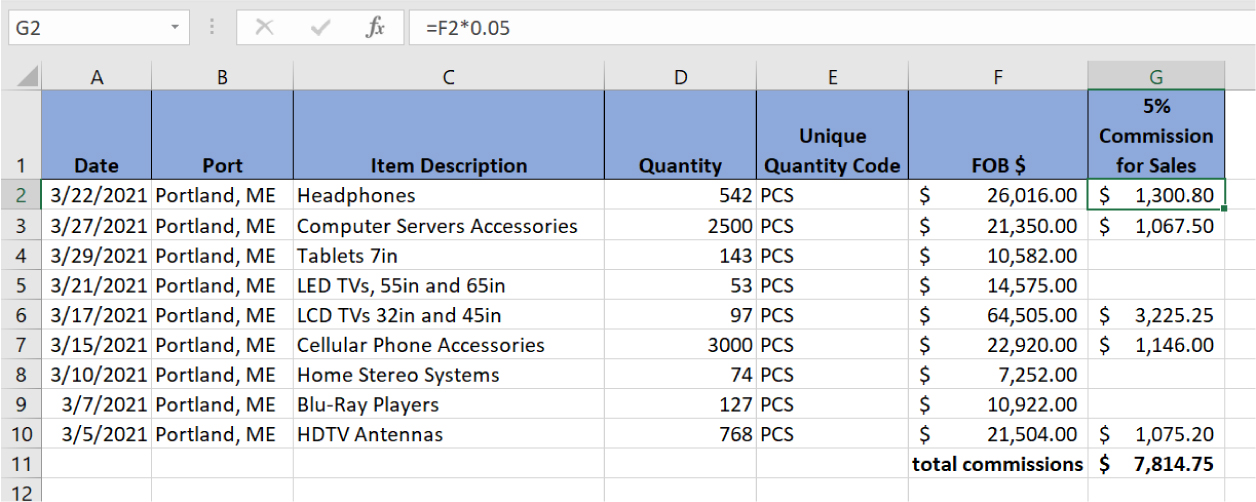 G2 fx =F2*0.05
A B C D E F G
1 Date Port Item Description Quantity Unique Quantity Code FOB $ 5% Commission for Sales
2 3/22/2021 Portland, ME Headphones 542 PCS $ 26,016.00 $ 1,300.80
3 3/27/2021 Portland, ME Computer Servers Accessories 2500 PCS $ 21,350.00 $ 1,067.50
4 3/29/2021 Portland, ME Tablets 7in 143 PCS $ 10,582.00
5 3/21/2021 Portland, ME LED TVs, 55in and 65in 53 PCS $ 14,575.00
6 3/17/2021 Portland, ME LCD TVs 32in and 45in 97 PCS $ 64,505.00 $ 3,225.25
7 3/15/2021 Portland, ME Cellular Phone Accessories 3000 PCS $ 22,920.00 $ 1,146.00
8 3/10/2021 Portland, ME Home Stereo Systems 74 PCS $ 7,252.00
9 3/7/2021 Portland, ME Blu-Ray Players 127 PCS $ 10,922.00
10 3/5/2021 Portland, ME HDTV Antennas 768 PCS $ 21,504.00 $ 1,075.20
11 total commissions $ 7,814.75
12